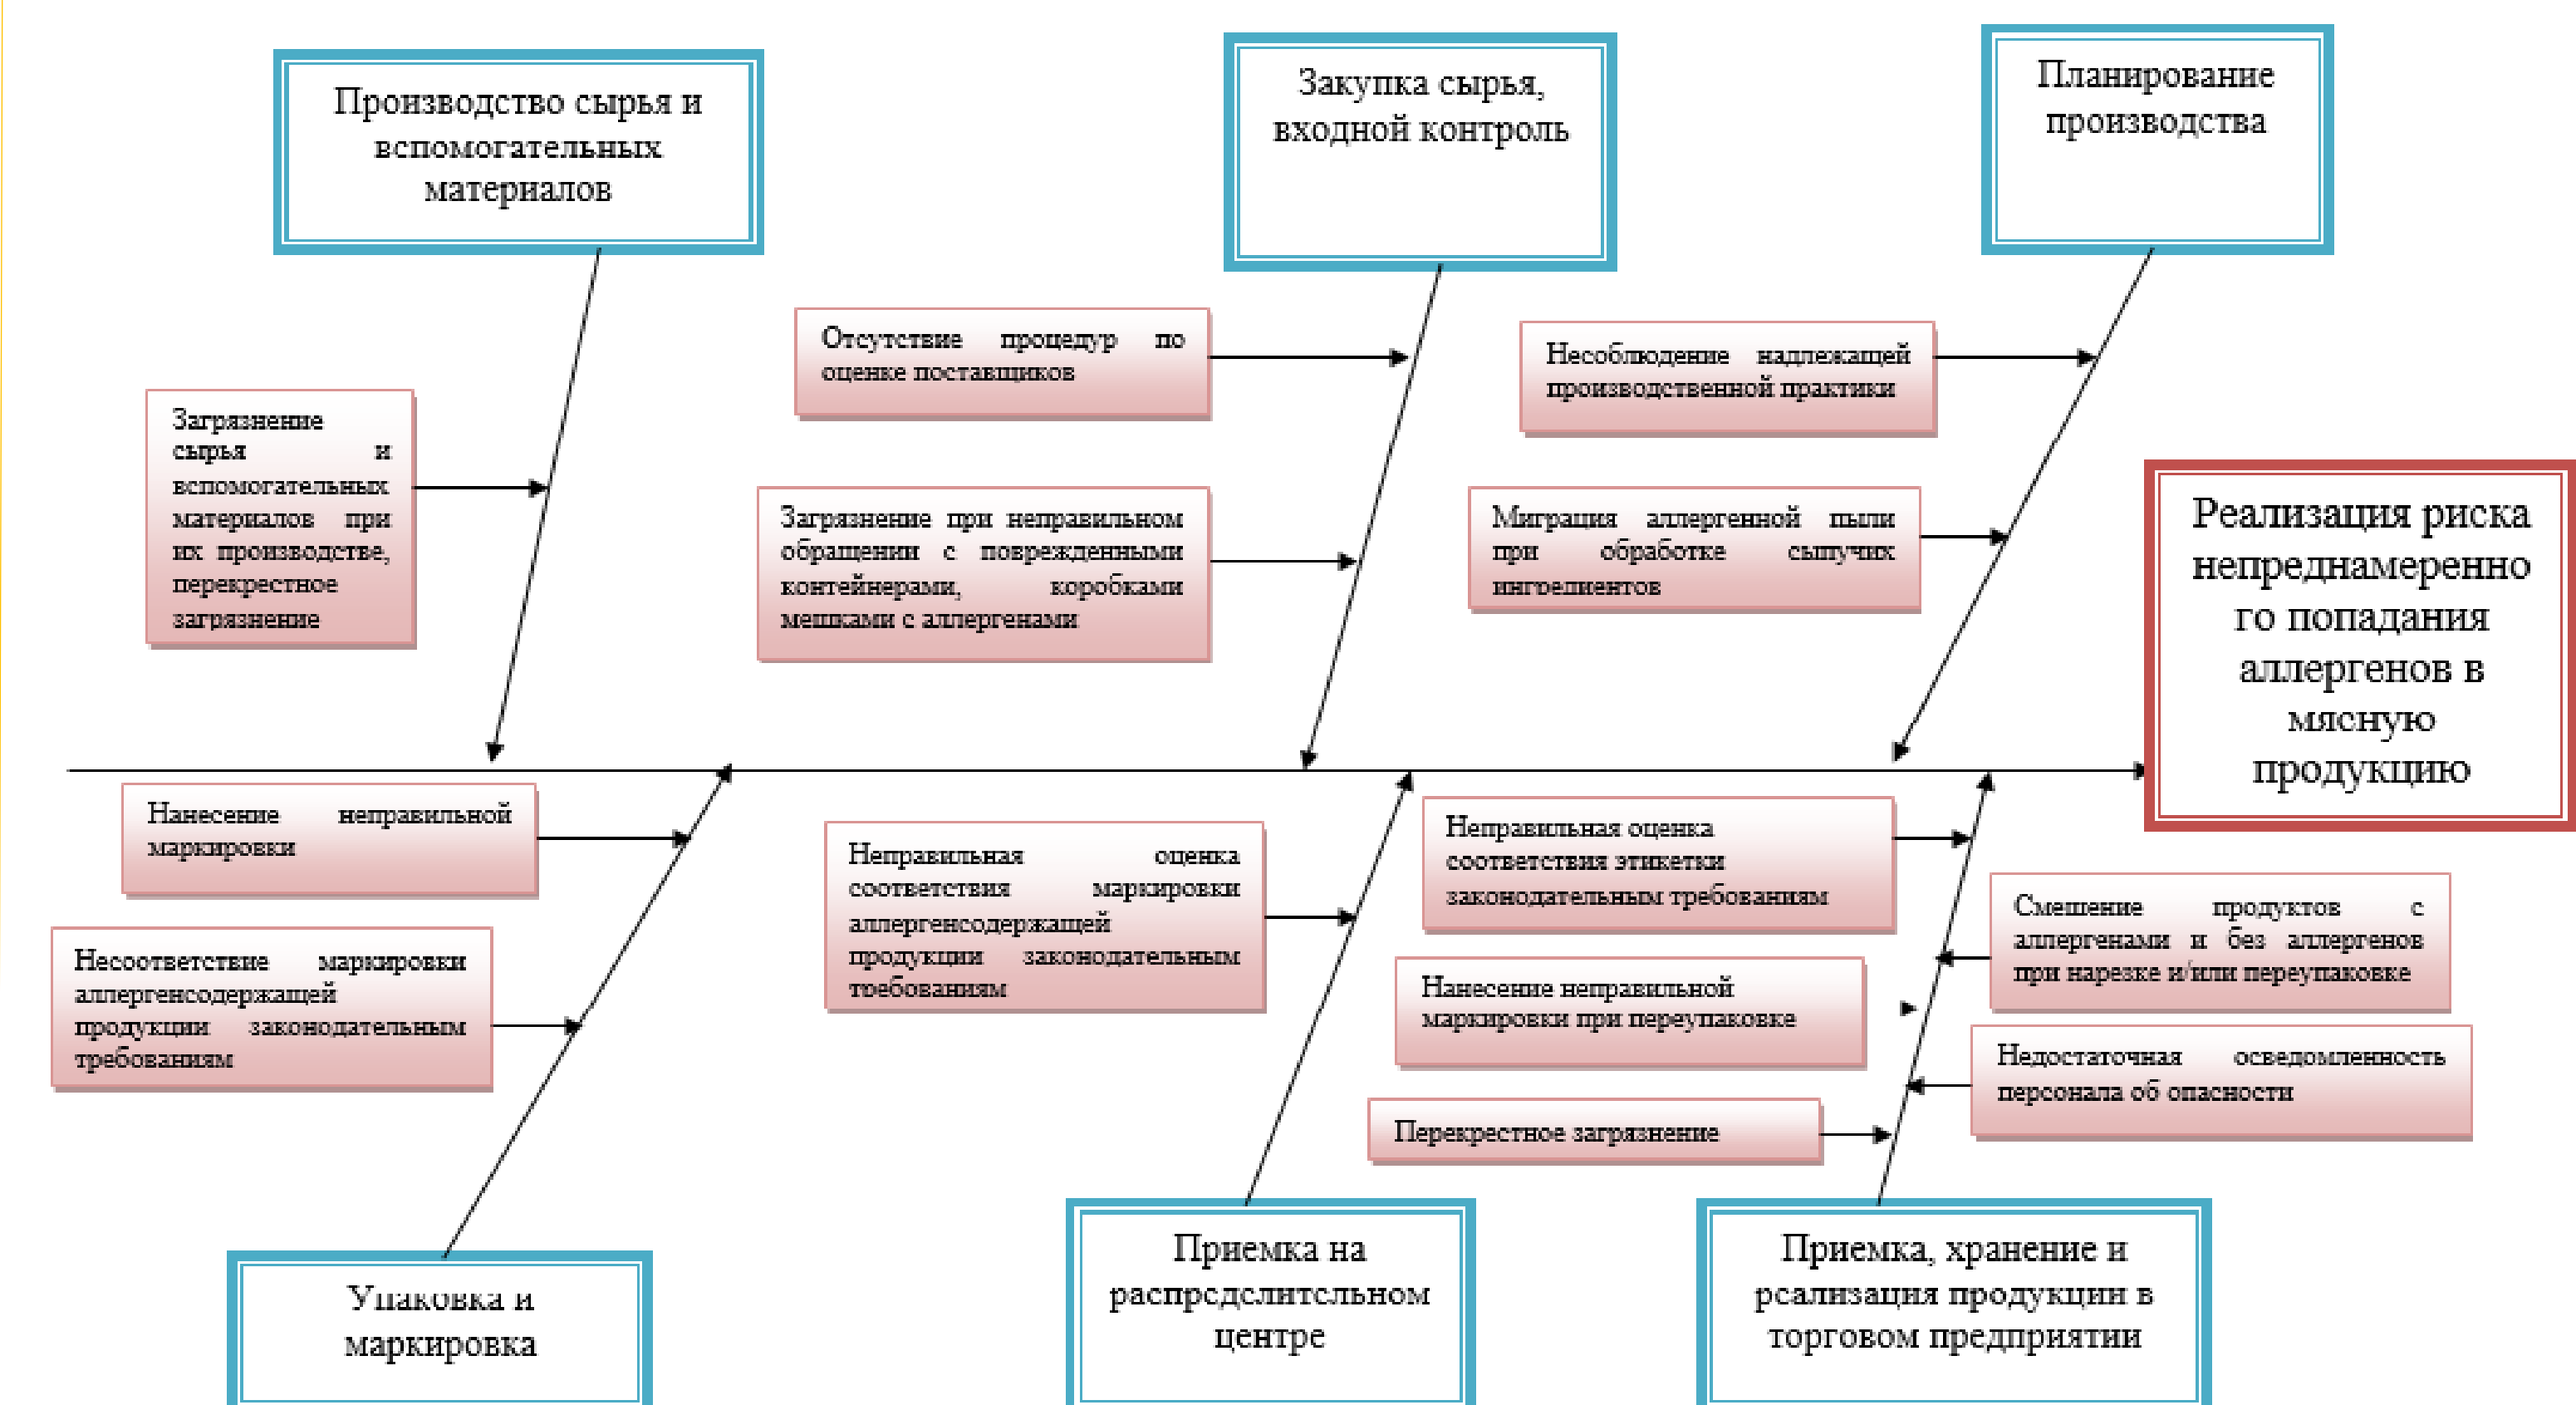 Производство сырья и
вспомогательных
материалов
Закупка сырья,
входной контроль
Планирование
производства
Отсутствие процедур по
оценке поставщиков
Несоблюдение надлежащей
производственной практики
Загрязнение
сырья и
вспомогательных
материалов при
их производстве,
перекрестное
загрязнение
Загрязнение при неправильном
обращении с поврежденными
контейнерами, коробками
мешками с аллергенами
Миграция аллергенной пыли
при обработке сыпучих
ингредиентов
Реализация риска
непреднамеренно
го попадания
аллергенов в
мясную
продукцию
Нанесение неправильной
маркировки
Несоответствие маркировки
аллергенсодержащей
продукции законодательным
требованиям
Неправильная оценка
соответствия маркировки
аллергенсодержащей
продукции законодательным
требованиям
Неправильная оценка
соответствия этикетки
законодательным требованиям
Смешение продуктов с
аллергенами и без аллергенов
при нарезке и/или переупаковке
Нанесение неправильной
маркировки при переупаковке
Недостаточная осведомленность
персонала об опасности
Перекрестное загрязнение
Упаковка и
маркировка
Приемка на
распределительном
центре
Приемка, хранение и
реализация продукции в
торговом предприятии